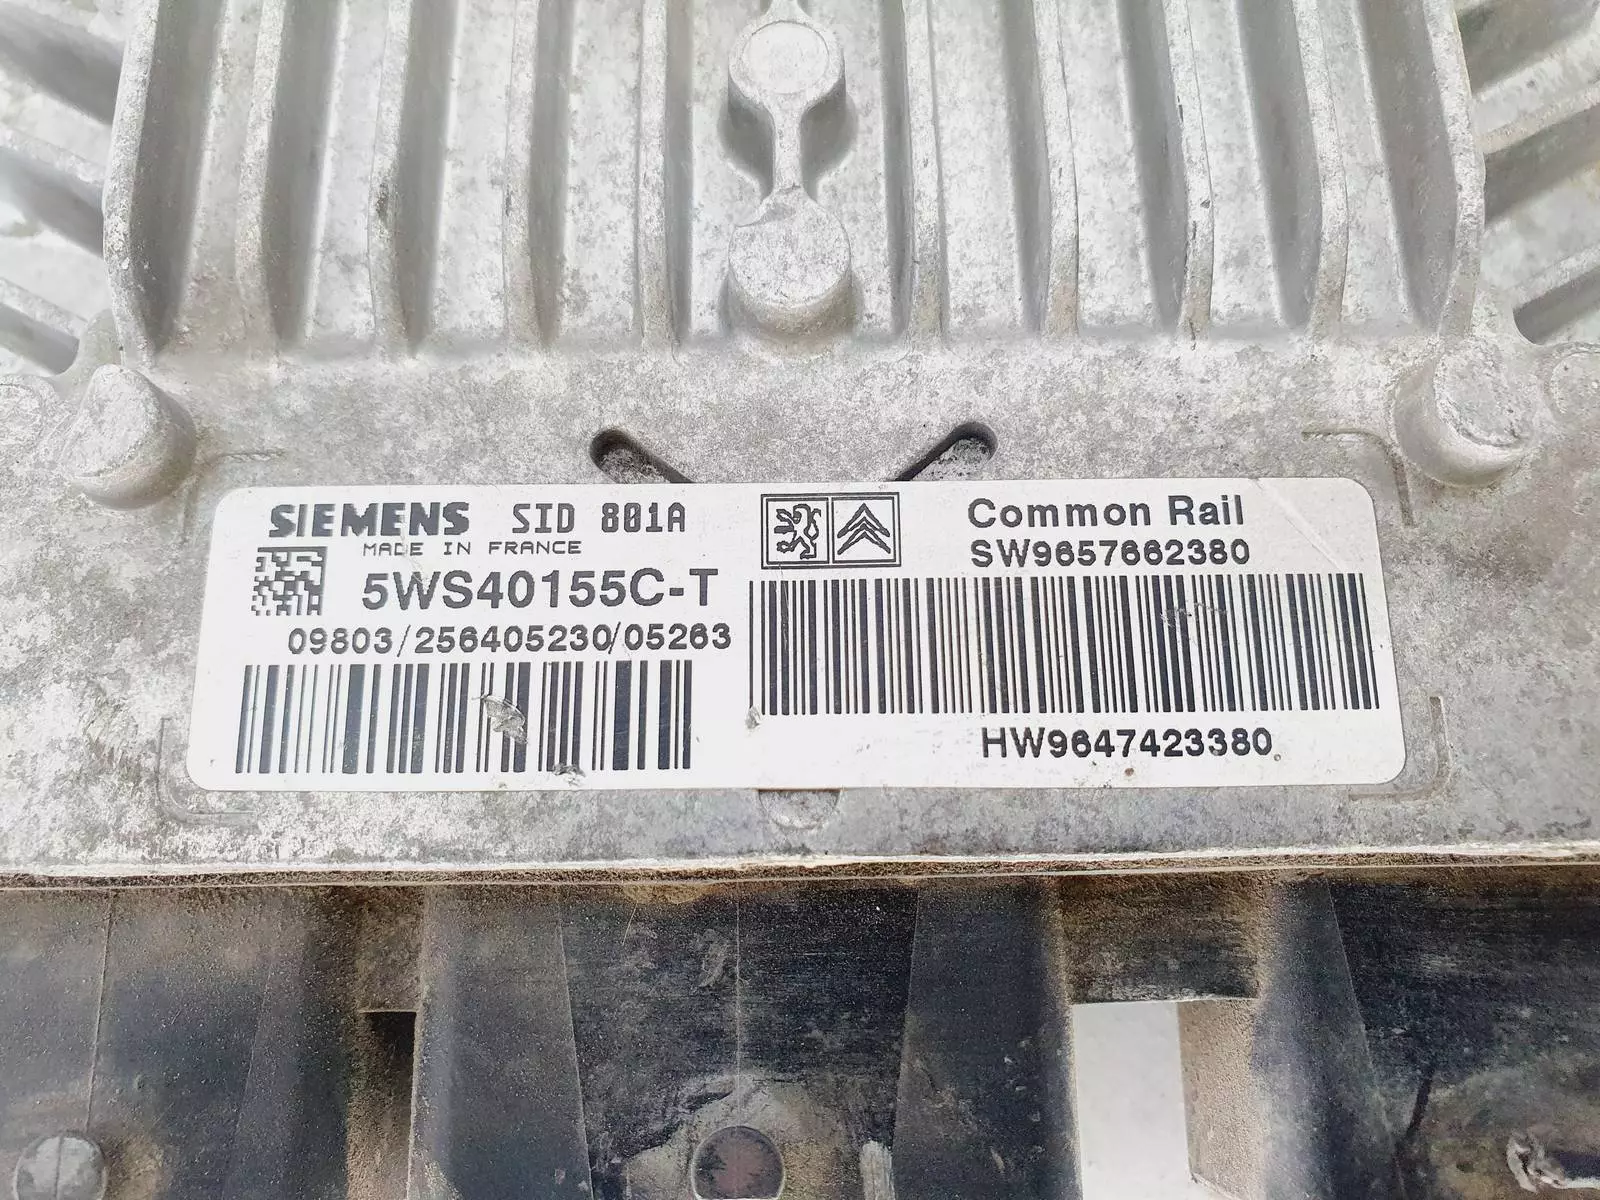 SIEMENS SID 801A
MADE IN FRANCE
5WS40155C-T
09803/256405230/05263
Common Rail
SW9657662380
HW9647423380